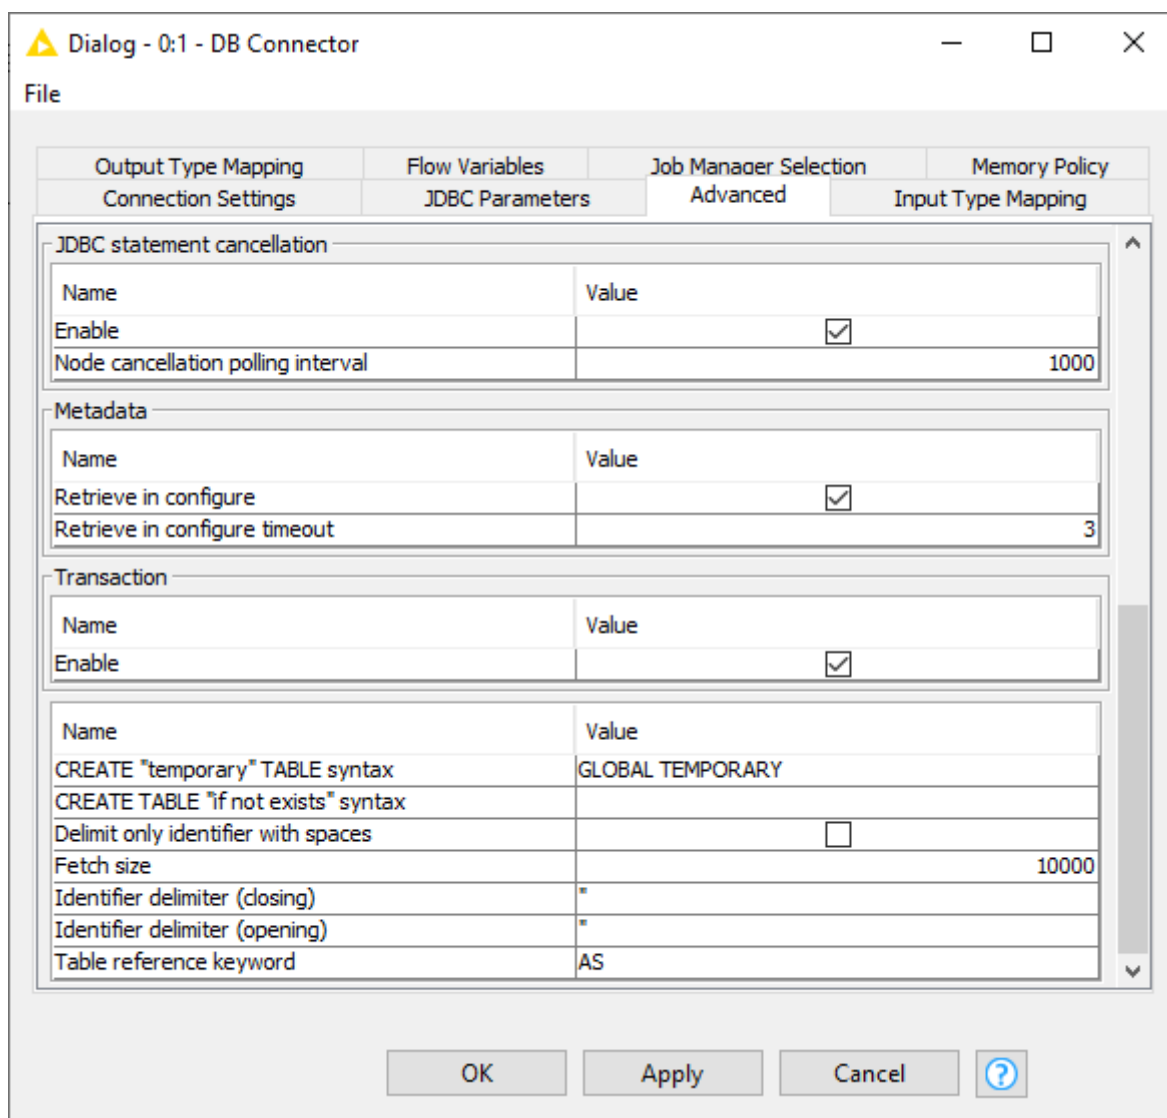 Dialog - 0:1 - DB Connector
File
Output Type Mapping Flow Variables Job Manager Selection Memory Policy
Connection Settings JDBC Parameters Advanced Input Type Mapping
JDBC statement cancellation
Name Value
Enable
Node cancellation polling interval 1000
Metadata
Name Value
Retrieve in configure
Retrieve in configure timeout 3
Transaction
Name Value
Enable
Name Value
CREATE "temporary" TABLE syntax GLOBAL TEMPORARY
CREATE TABLE "if not exists" syntax
Delimit only identifier with spaces
Fetch size 10000
Identifier delimiter (closing) "
Identifier delimiter (opening) "
Table reference keyword AS
OK Apply Cancel ?